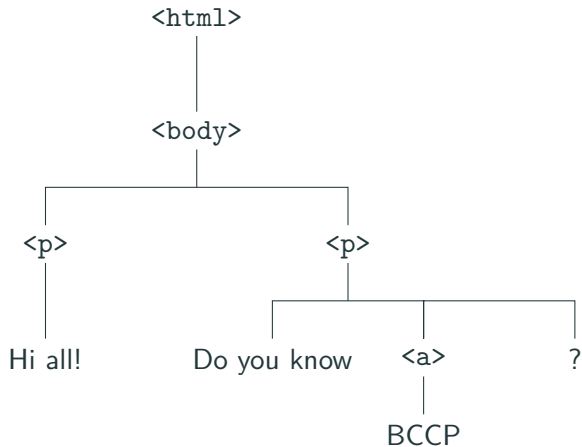 <html>
<body>
<p> <p>
Hi all! Do you know <a> ?
BCCP